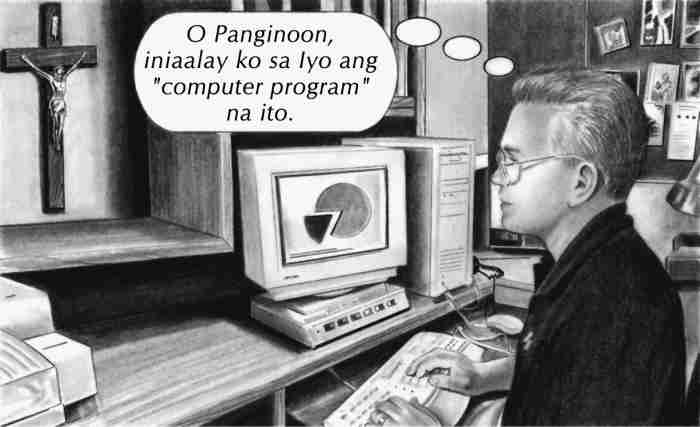 O Panginoon,
iniaalay ko sa Iyo ang
"computer program"
na ito.